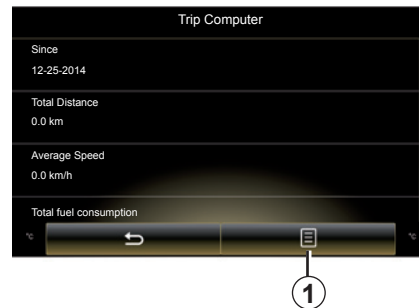 Trip Computer
Since
12-25-2014
Total Distance
0.0 km
Average Speed
0.0 km/h
Total fuel consumption
°C
°C
1